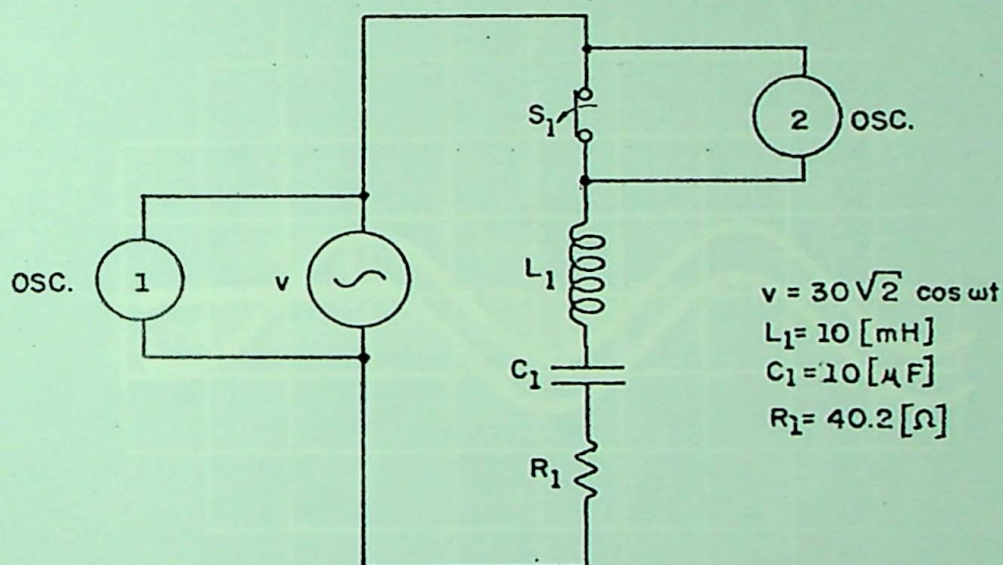 S₁
2 OSC.
OSC. 1
v
L₁
v = 30√2 cos ωt
L₁= 10 [mH]
C₁
C₁=10[μF]
R₁= 40.2[Ω]
R₁